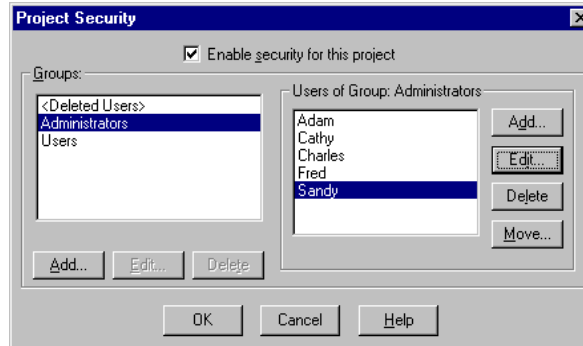 Project Security
Enable security for this project
Groups:
<Deleted Users>
Administrators
Users
Add...
Edit...
Delete
Users of Group: Administrators
Adam
Cathy
Charles
Fred
Sandy
Add...
Edit...
Delete
Move...
OK
Cancel
Help